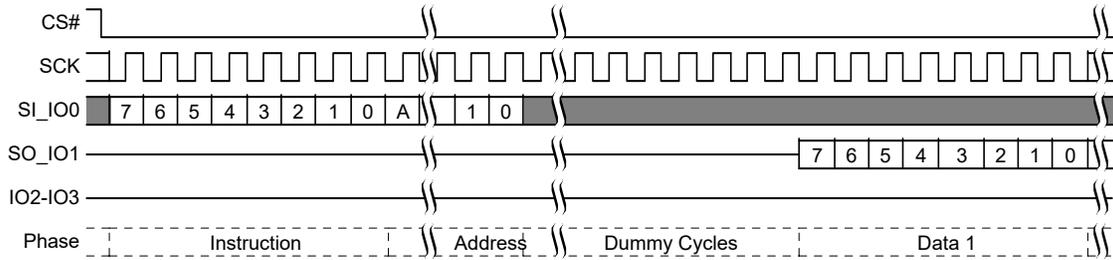 CS#
SCK
SI_IO0 7 6 5 4 3 2 1 0 A 1 0
SO_IO1 7 6 5 4 3 2 1 0
IO2-IO3
Phase Instruction Address Dummy Cycles Data 1